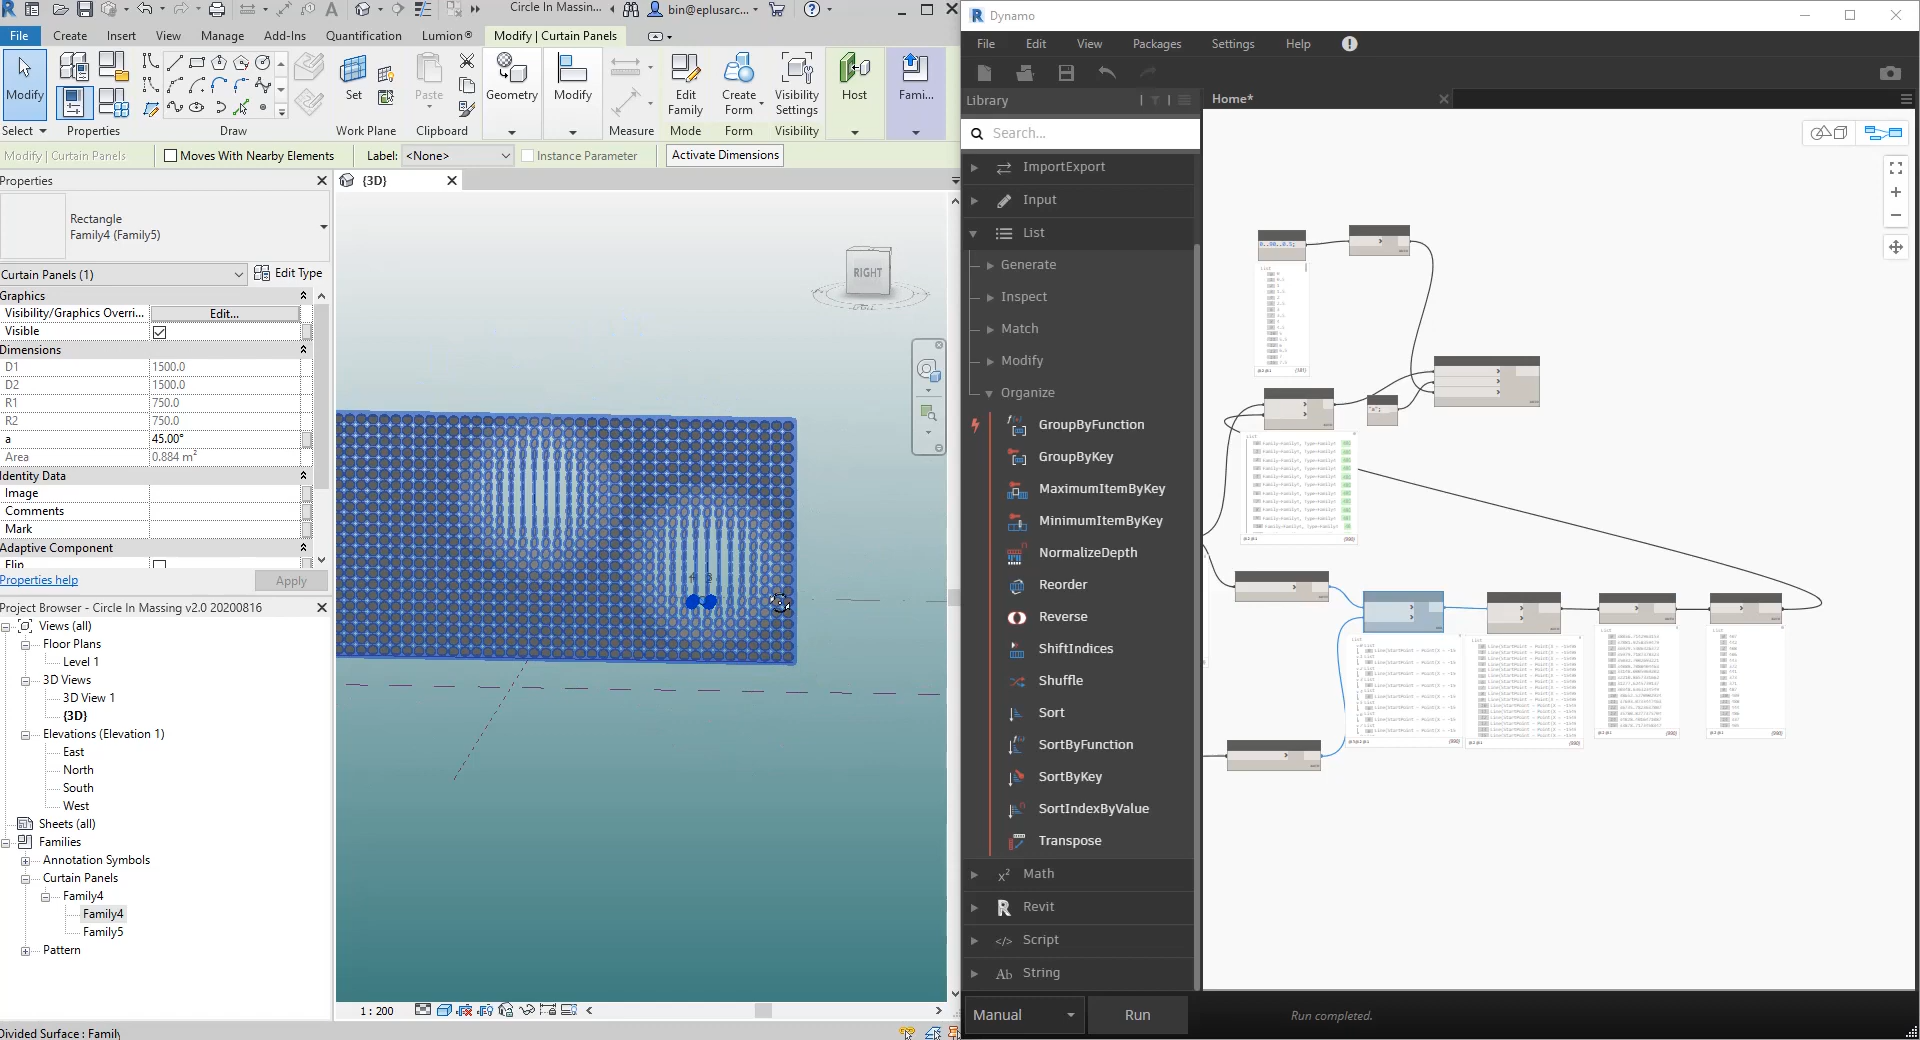 Circle In Massing...
bin@eplusarc...
File
Create
Insert
View
Manage
Add-Ins
Quantification
Lumion®
Modify | Curtain Panels
Modify
Set
Paste
Geometry
Modify
Edit
Family
Create
Form
Visibility
Settings
Host
Fami...
Select
Properties
Draw
Work Plane
Clipboard
Measure
Mode
Form
Visibility
Modify | Curtain Panels
Moves With Nearby Elements
Label:
<None>
Instance Parameter
Activate Dimensions
Properties
{3D}
Rectangle
Family4 (Family5)
Curtain Panels (1)
Edit Type
Graphics
Visibility/Graphics Overri...
Edit...
Visible
Dimensions
D1 1500.0
D2 1500.0
R1 750.0
R2 750.0
a 45.00°
Area 0.884 m²
Identity Data
Image
Comments
Mark
Adaptive Component
Flip
Properties help
Apply
Project Browser - Circle In Massing v2.0 20200816
Views (all)
Floor Plans
Level 1
3D Views
3D View 1
{3D}
Elevations (Elevation 1)
East
North
South
West
Sheets (all)
Families
Annotation Symbols
Curtain Panels
Family4
Family4
Family5
Pattern
RIGHT
1 : 200
Divided Surface : Family
Dynamo
File
Edit
View
Packages
Settings
Help
Library
Home*
Search...
ImportExport
Input
List
Generate
Inspect
Match
Modify
Organize
GroupByFunction
GroupByKey
MaximumItemByKey
MinimumItemByKey
NormalizeDepth
Reorder
Reverse
ShiftIndices
Shuffle
Sort
SortByFunction
SortByKey
SortIndexByValue
Transpose
Math
Revit
Script
String
Manual
Run
Run completed.